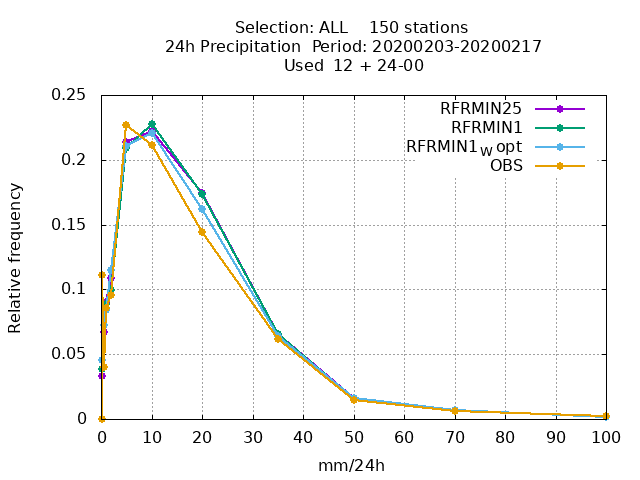 Selection: ALL    150 stations
24h Precipitation  Period: 20200203-20200217
Used  12 + 24-00
Relative frequency
0.25
0.2
0.15
0.1
0.05
0
RFRMIN25
RFRMIN1
RFRMIN1w opt
OBS
0 10 20 30 40 50 60 70 80 90 100
mm/24h